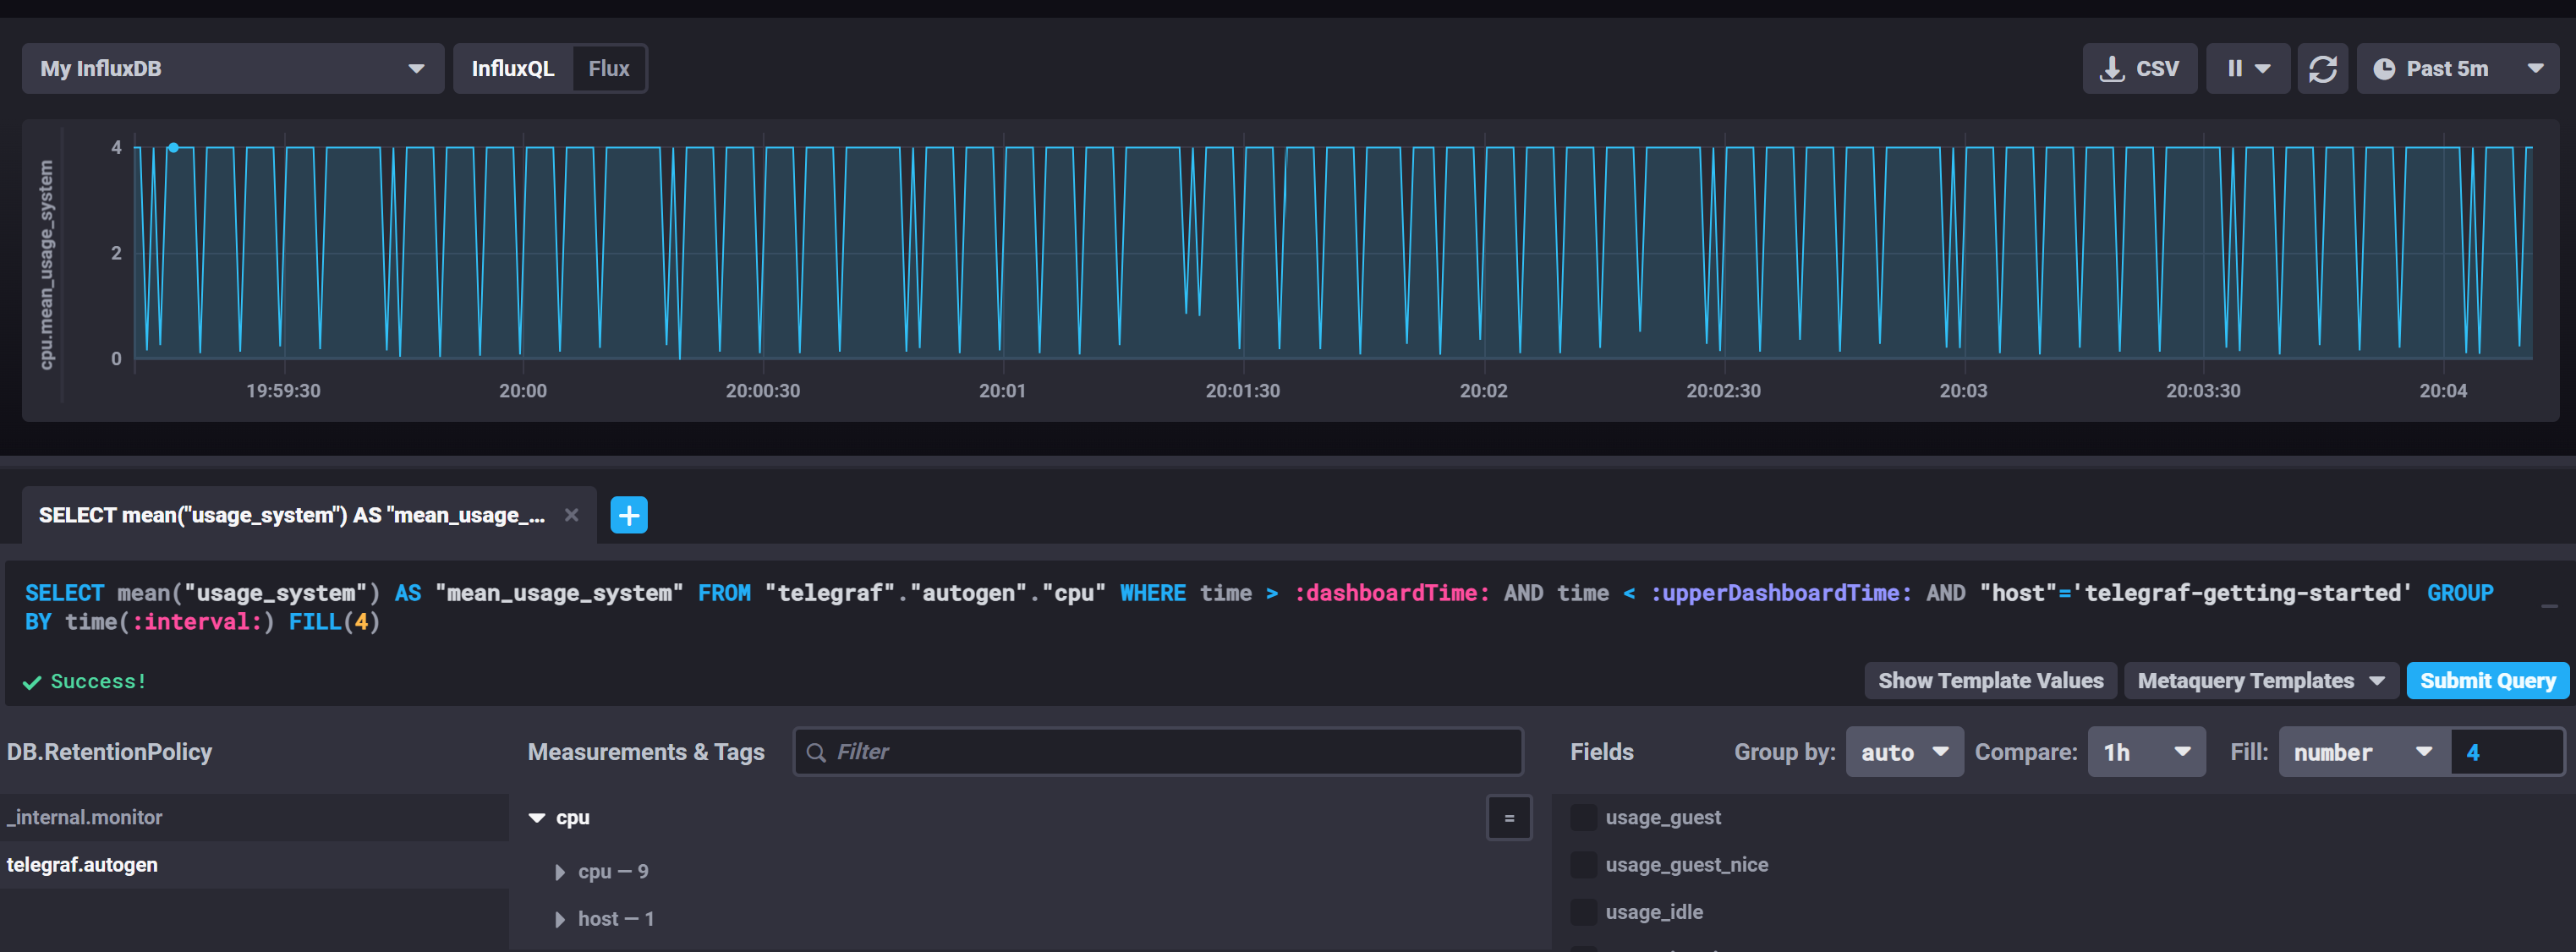 My InfluxDB
InfluxQL Flux
CSV
Past 5m
cpu.mean_usage_system
4
2
0
19:59:30 20:00 20:00:30 20:01 20:01:30 20:02 20:02:30 20:03 20:03:30 20:04
SELECT mean("usage_system") AS "mean_usage_...
SELECT mean("usage_system") AS "mean_usage_system" FROM "telegraf"."autogen"."cpu" WHERE time > :dashboardTime: AND time < :upperDashboardTime: AND "host"='telegraf-getting-started' GROUP
BY time(:interval:) FILL(4)
Success!
Show Template Values
Metaquery Templates
Submit Query
DB.RetentionPolicy
_internal.monitor
telegraf.autogen
Measurements & Tags
Filter
cpu
=
cpu — 9
host — 1
Fields
Group by: auto
Compare: 1h
Fill: number 4
usage_guest
usage_guest_nice
usage_idle